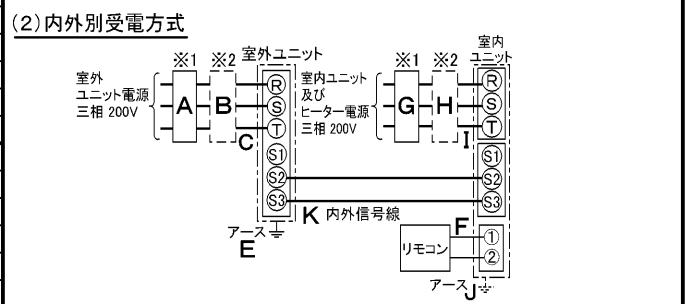 (2)内外別受電方式
※1 ※2 室外ユニット
室外
ユニット電源
三相 200V
A B C
R
S
T
S1
S2
S3
アース
E
※1 ※2 室内
ユニット
室内ユニット
及び
ヒーター電源
三相 200V
G H I
R
S
T
S1
S2
S3
K 内外信号線
リモコン
F
①
②
アース J